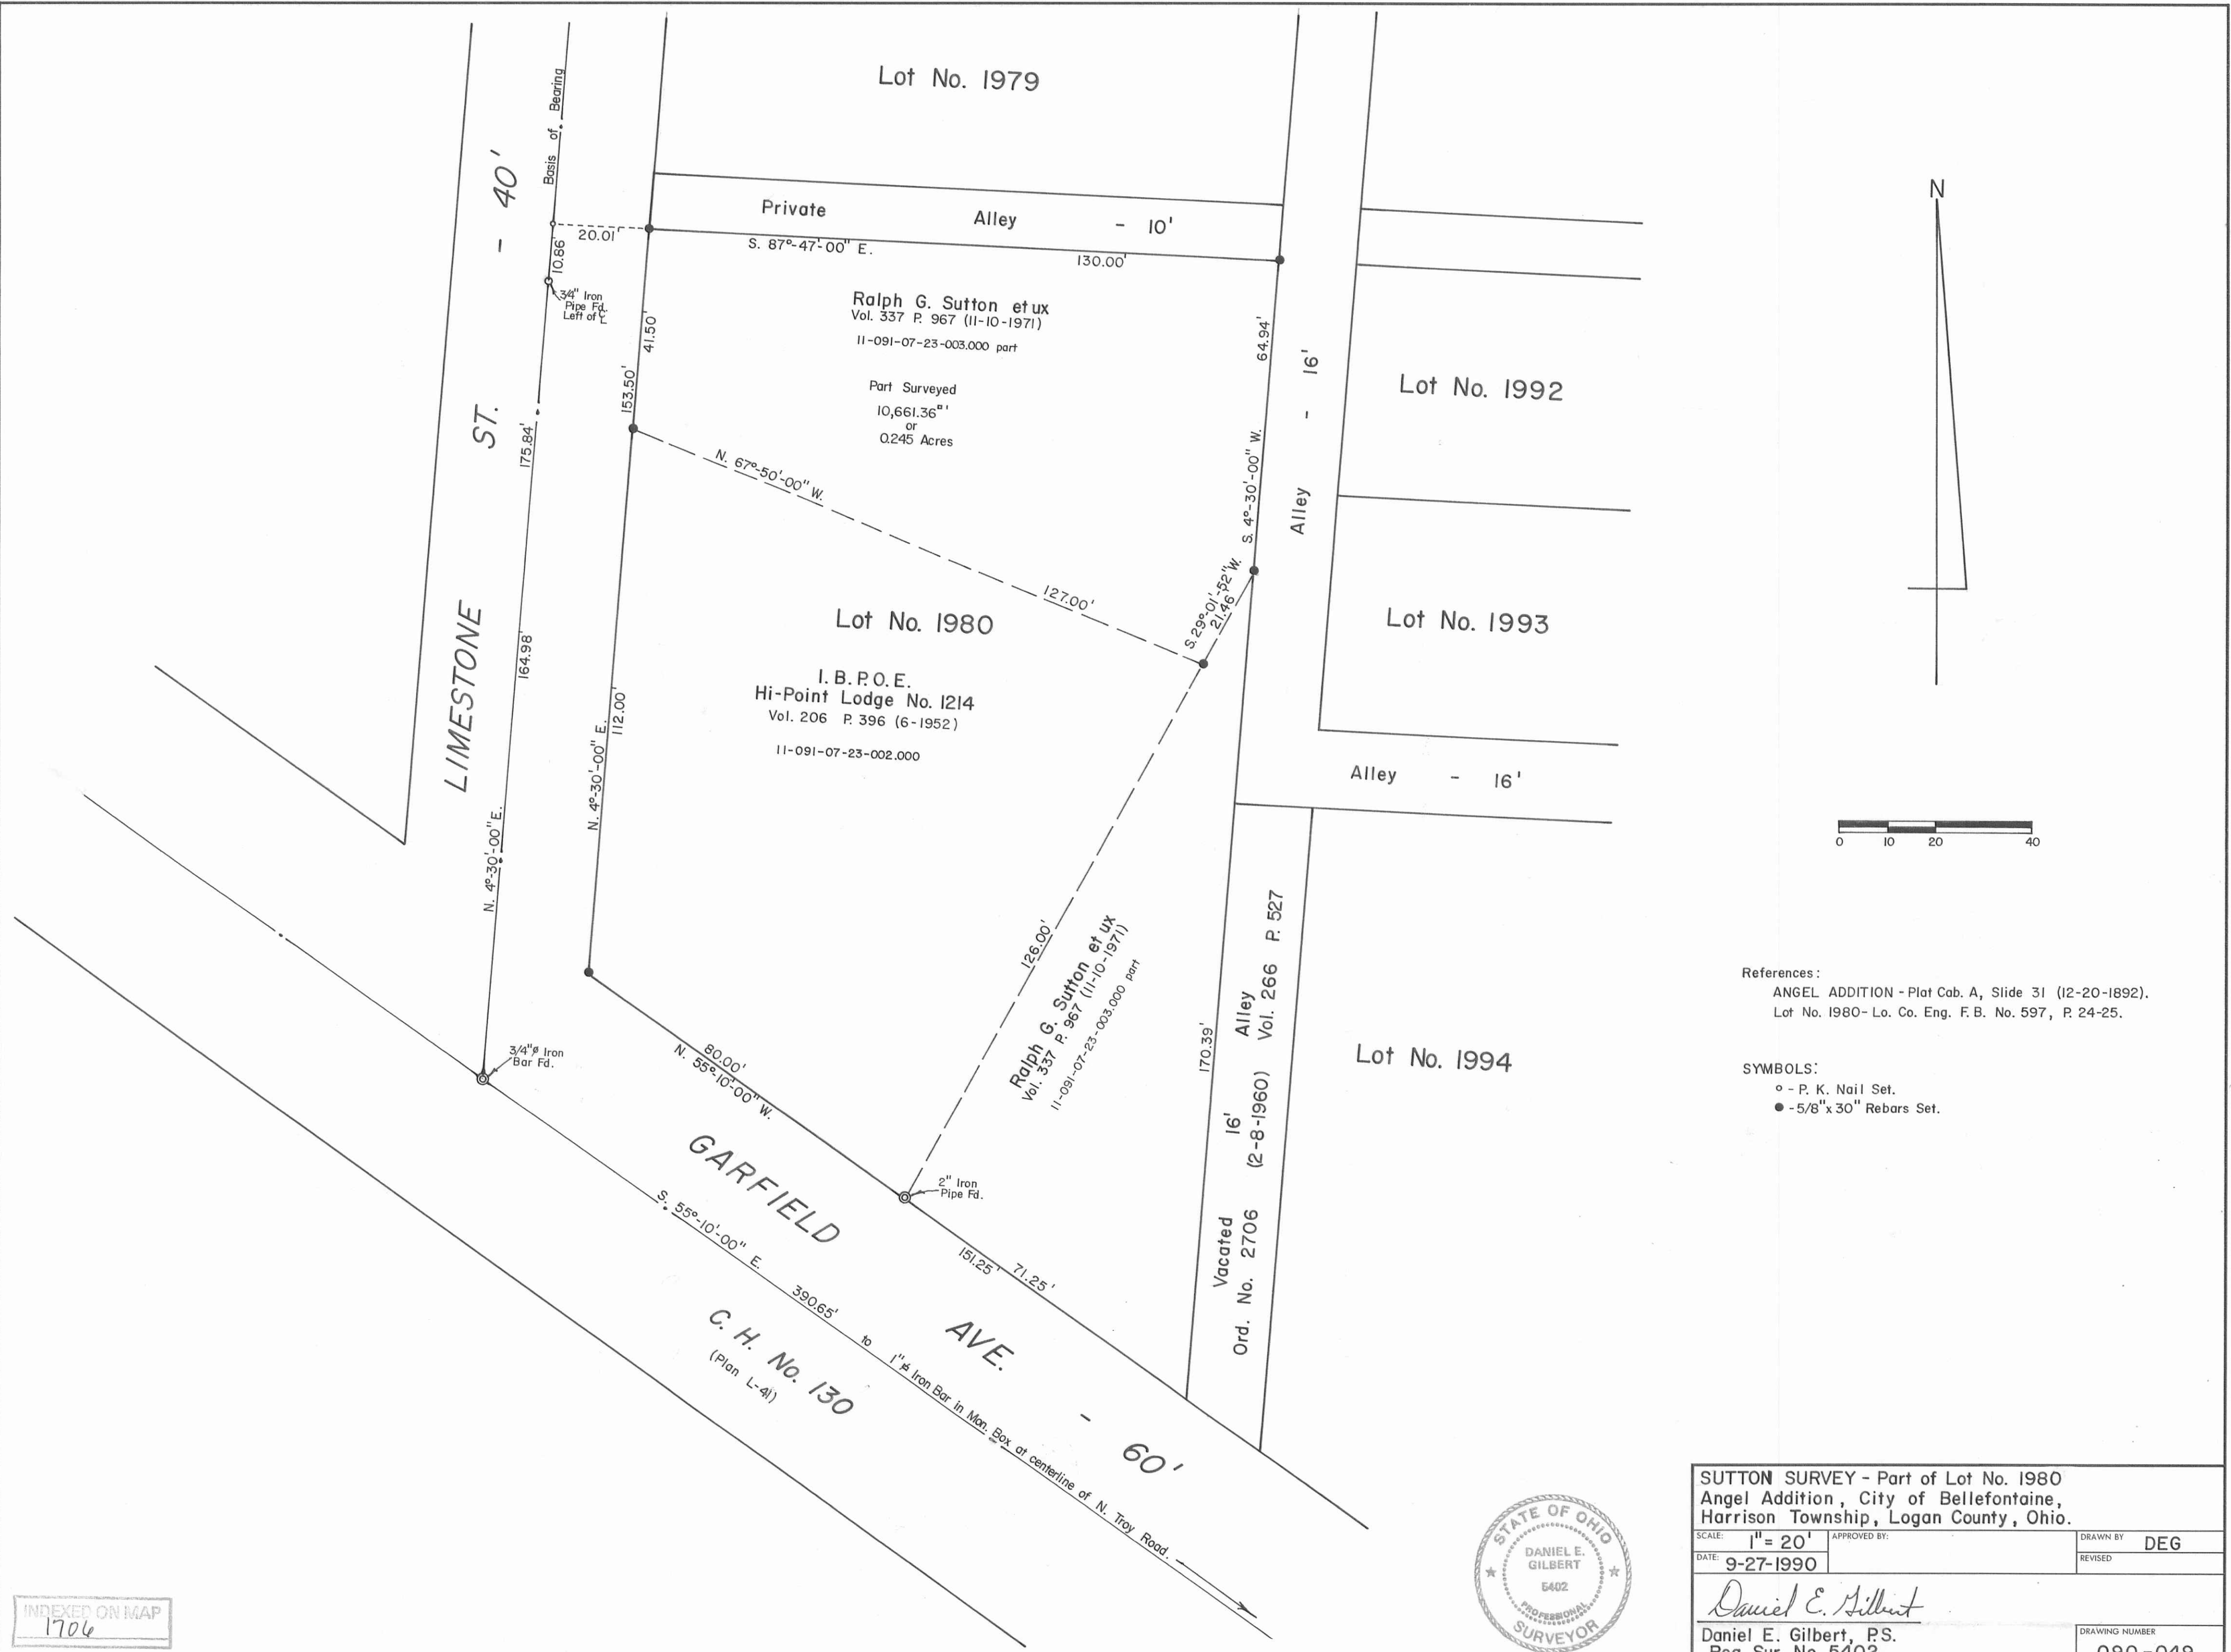 Lot No. 1979
Basis of Bearing
Private Alley - 10'
S. 87°-47'-00" E.
130.00'
20.01'
10.86'
3/4" Iron
Pipe Fd.
Left of ℄
41.50'
153.50'
Ralph G. Sutton et ux
Vol. 337 P. 967 (11-10-1971)
11-091-07-23-003.000 part
Part Surveyed
10,661.36□'
or
0.245 Acres
64.94'
S. 4°-30'-00" W.
Alley - 16'
Lot No. 1992
LIMESTONE ST. - 40'
175.84'
164.98'
N. 4°-30'-00" E.
N. 67°-50'-00" W.
127.00'
S. 29°-01'-52" W.
21.46'
Lot No. 1993
Lot No. 1980
I.B.P.O.E.
Hi-Point Lodge No. 1214
Vol. 206 P. 396 (6-1952)
11-091-07-23-002.000
N. 4°-30'-00" E.
112.00'
Alley - 16'
126.00'
Ralph G. Sutton et ux
Vol. 337 P. 967 (11-10-1971)
11-091-07-23-003.000 part
170.39'
Vacated 16' Alley
Ord. No. 2706 (2-8-1960) Vol. 266 P. 527
Lot No. 1994
3/4"ø Iron
Bar Fd.
80.00'
N. 55°-10'-00" W.
2" Iron
Pipe Fd.
151.25'
71.25'
GARFIELD AVE. - 60'
S. 55°-10'-00" E. 390.65' to 1"ø Iron Bar in Mon. Box at centerline of N. Troy Road.
C. H. No. 130
(Plan L-41)
N
0 10 20 40
References:
ANGEL ADDITION - Plat Cab. A, Slide 31 (12-20-1892).
Lot No. 1980 - Lo. Co. Eng. F.B. No. 597, P. 24-25.
SYMBOLS:
o - P. K. Nail Set.
● - 5/8" x 30" Rebars Set.
STATE OF OHIO
DANIEL E.
GILBERT
5402
PROFESSIONAL
SURVEYOR
SUTTON SURVEY - Part of Lot No. 1980
Angel Addition, City of Bellefontaine,
Harrison Township, Logan County, Ohio.
SCALE: 1" = 20'
APPROVED BY:
DRAWN BY DEG
DATE: 9-27-1990
REVISED
Daniel E. Gilbert
Daniel E. Gilbert, P.S.
Reg. Sur. No. 5402
DRAWING NUMBER
090-048
INDEXED ON MAP
1706